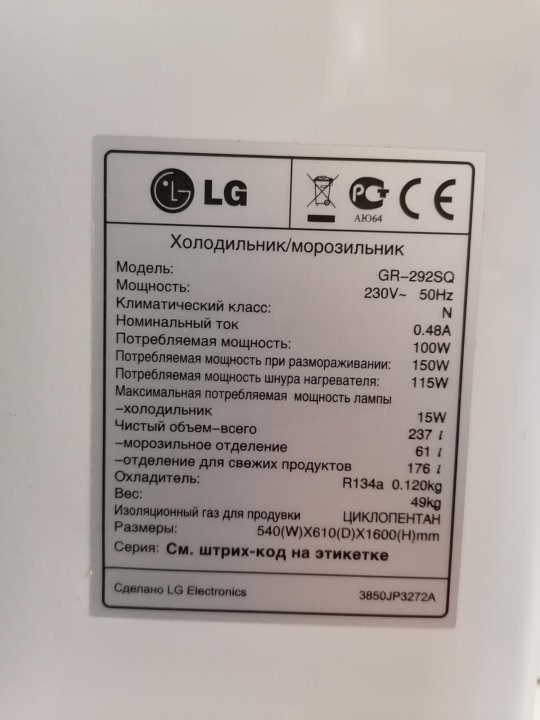 LG
РСТ
CE
АЮ64
Холодильник/морозильник
Модель: GR-292SQ
Мощность: 230V~ 50Hz
Климатический класс: N
Номинальный ток 0.48A
Потребляемая мощность: 100W
Потребляемая мощность при размораживании: 150W
Потребляемая мощность шнура нагревателя: 115W
Максимальная потребляемая мощность лампы
-холодильник 15W
Чистый объем-всего 237 l
-морозильное отделение 61 l
-отделение для свежих продуктов 176 l
Охладитель: R134a 0.120kg
Вес: 49kg
Изоляционный газ для продувки ЦИКЛОПЕНТАН
Размеры: 540(W)X610(D)X1600(H)mm
Серия: См. штрих-код на этикетке
Сделано LG Electronics 3850JP3272A